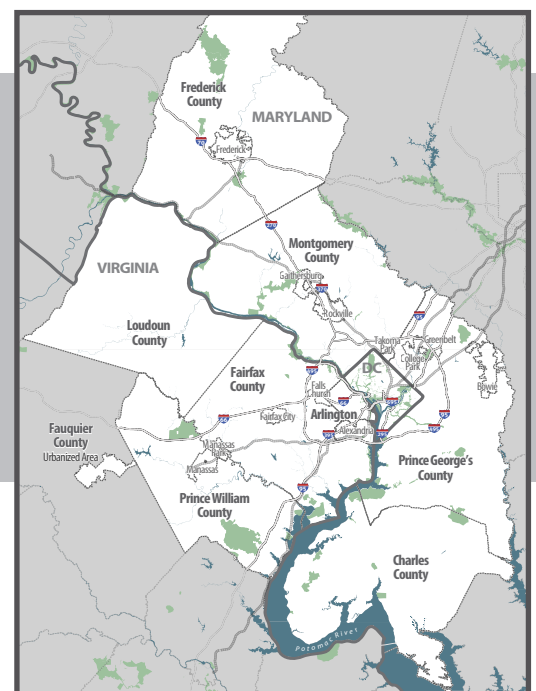 Frederick
County
MARYLAND
Frederick
Montgomery
County
VIRGINIA
Gaithersburg
Rockville
Loudoun
County
Takoma
Park
Greenbelt
College
Park
DC
Bowie
Fairfax
County
Falls
Church
Arlington
Fairfax City
Alexandria
Fauquier
County
Urbanized Area
Manassas
Park
Manassas
Prince George's
County
Prince William
County
Charles
County
Potomac River